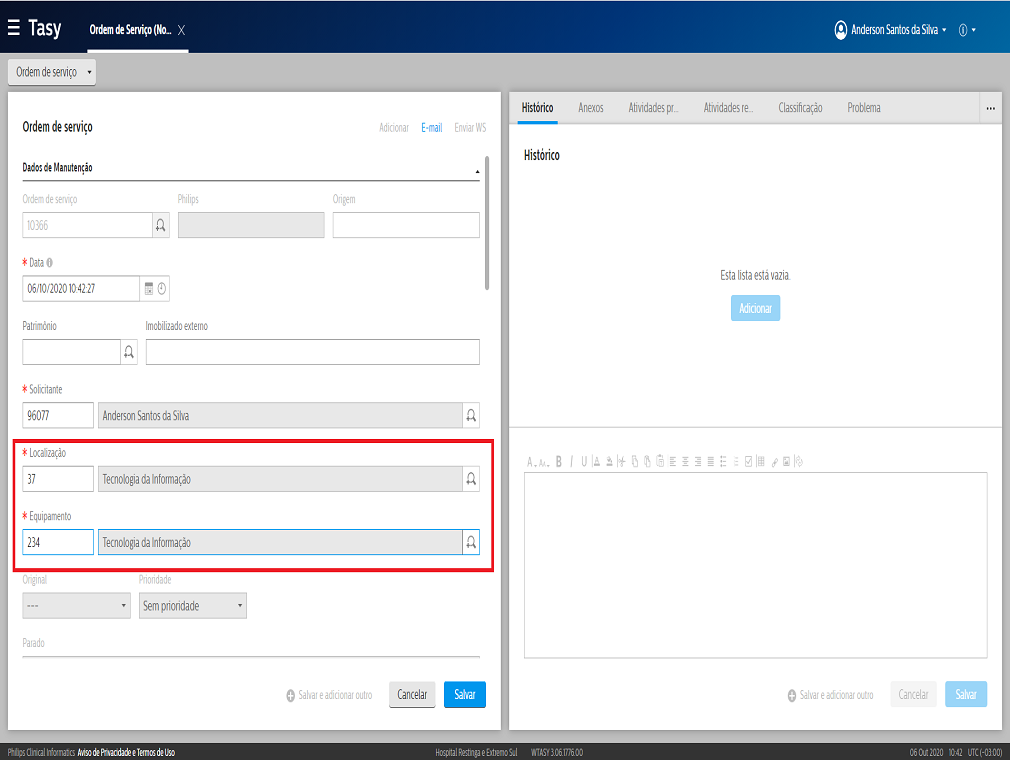 Tasy
Ordem de Serviço (No...
Anderson Santos da Silva
Ordem de serviço
Ordem de serviço
Adicionar E-mail Enviar WS
Dados de Manutenção
Ordem de serviço Philips Origem
10366
* Data
06/10/2020 10:42:27
Patrimônio Imobilizado externo
* Solicitante
96077 Anderson Santos da Silva
* Localização
37 Tecnologia da Informação
* Equipamento
234 Tecnologia da Informação
Original Prioridade
--- Sem prioridade
Parado
Salvar e adicionar outro Cancelar Salvar
Histórico Anexos Atividades pr... Atividades re... Classificação Problema ...
Histórico
Esta lista está vazia.
Adicionar
B I U
Salvar e adicionar outro Cancelar Salvar
Philips Clinical Informatics Aviso de Privacidade e Termos de Uso Hospital Restinga e Extremo Sul WTASY 3.06.1776.00 06 Out 2020 10:42 UTC (-03:00)